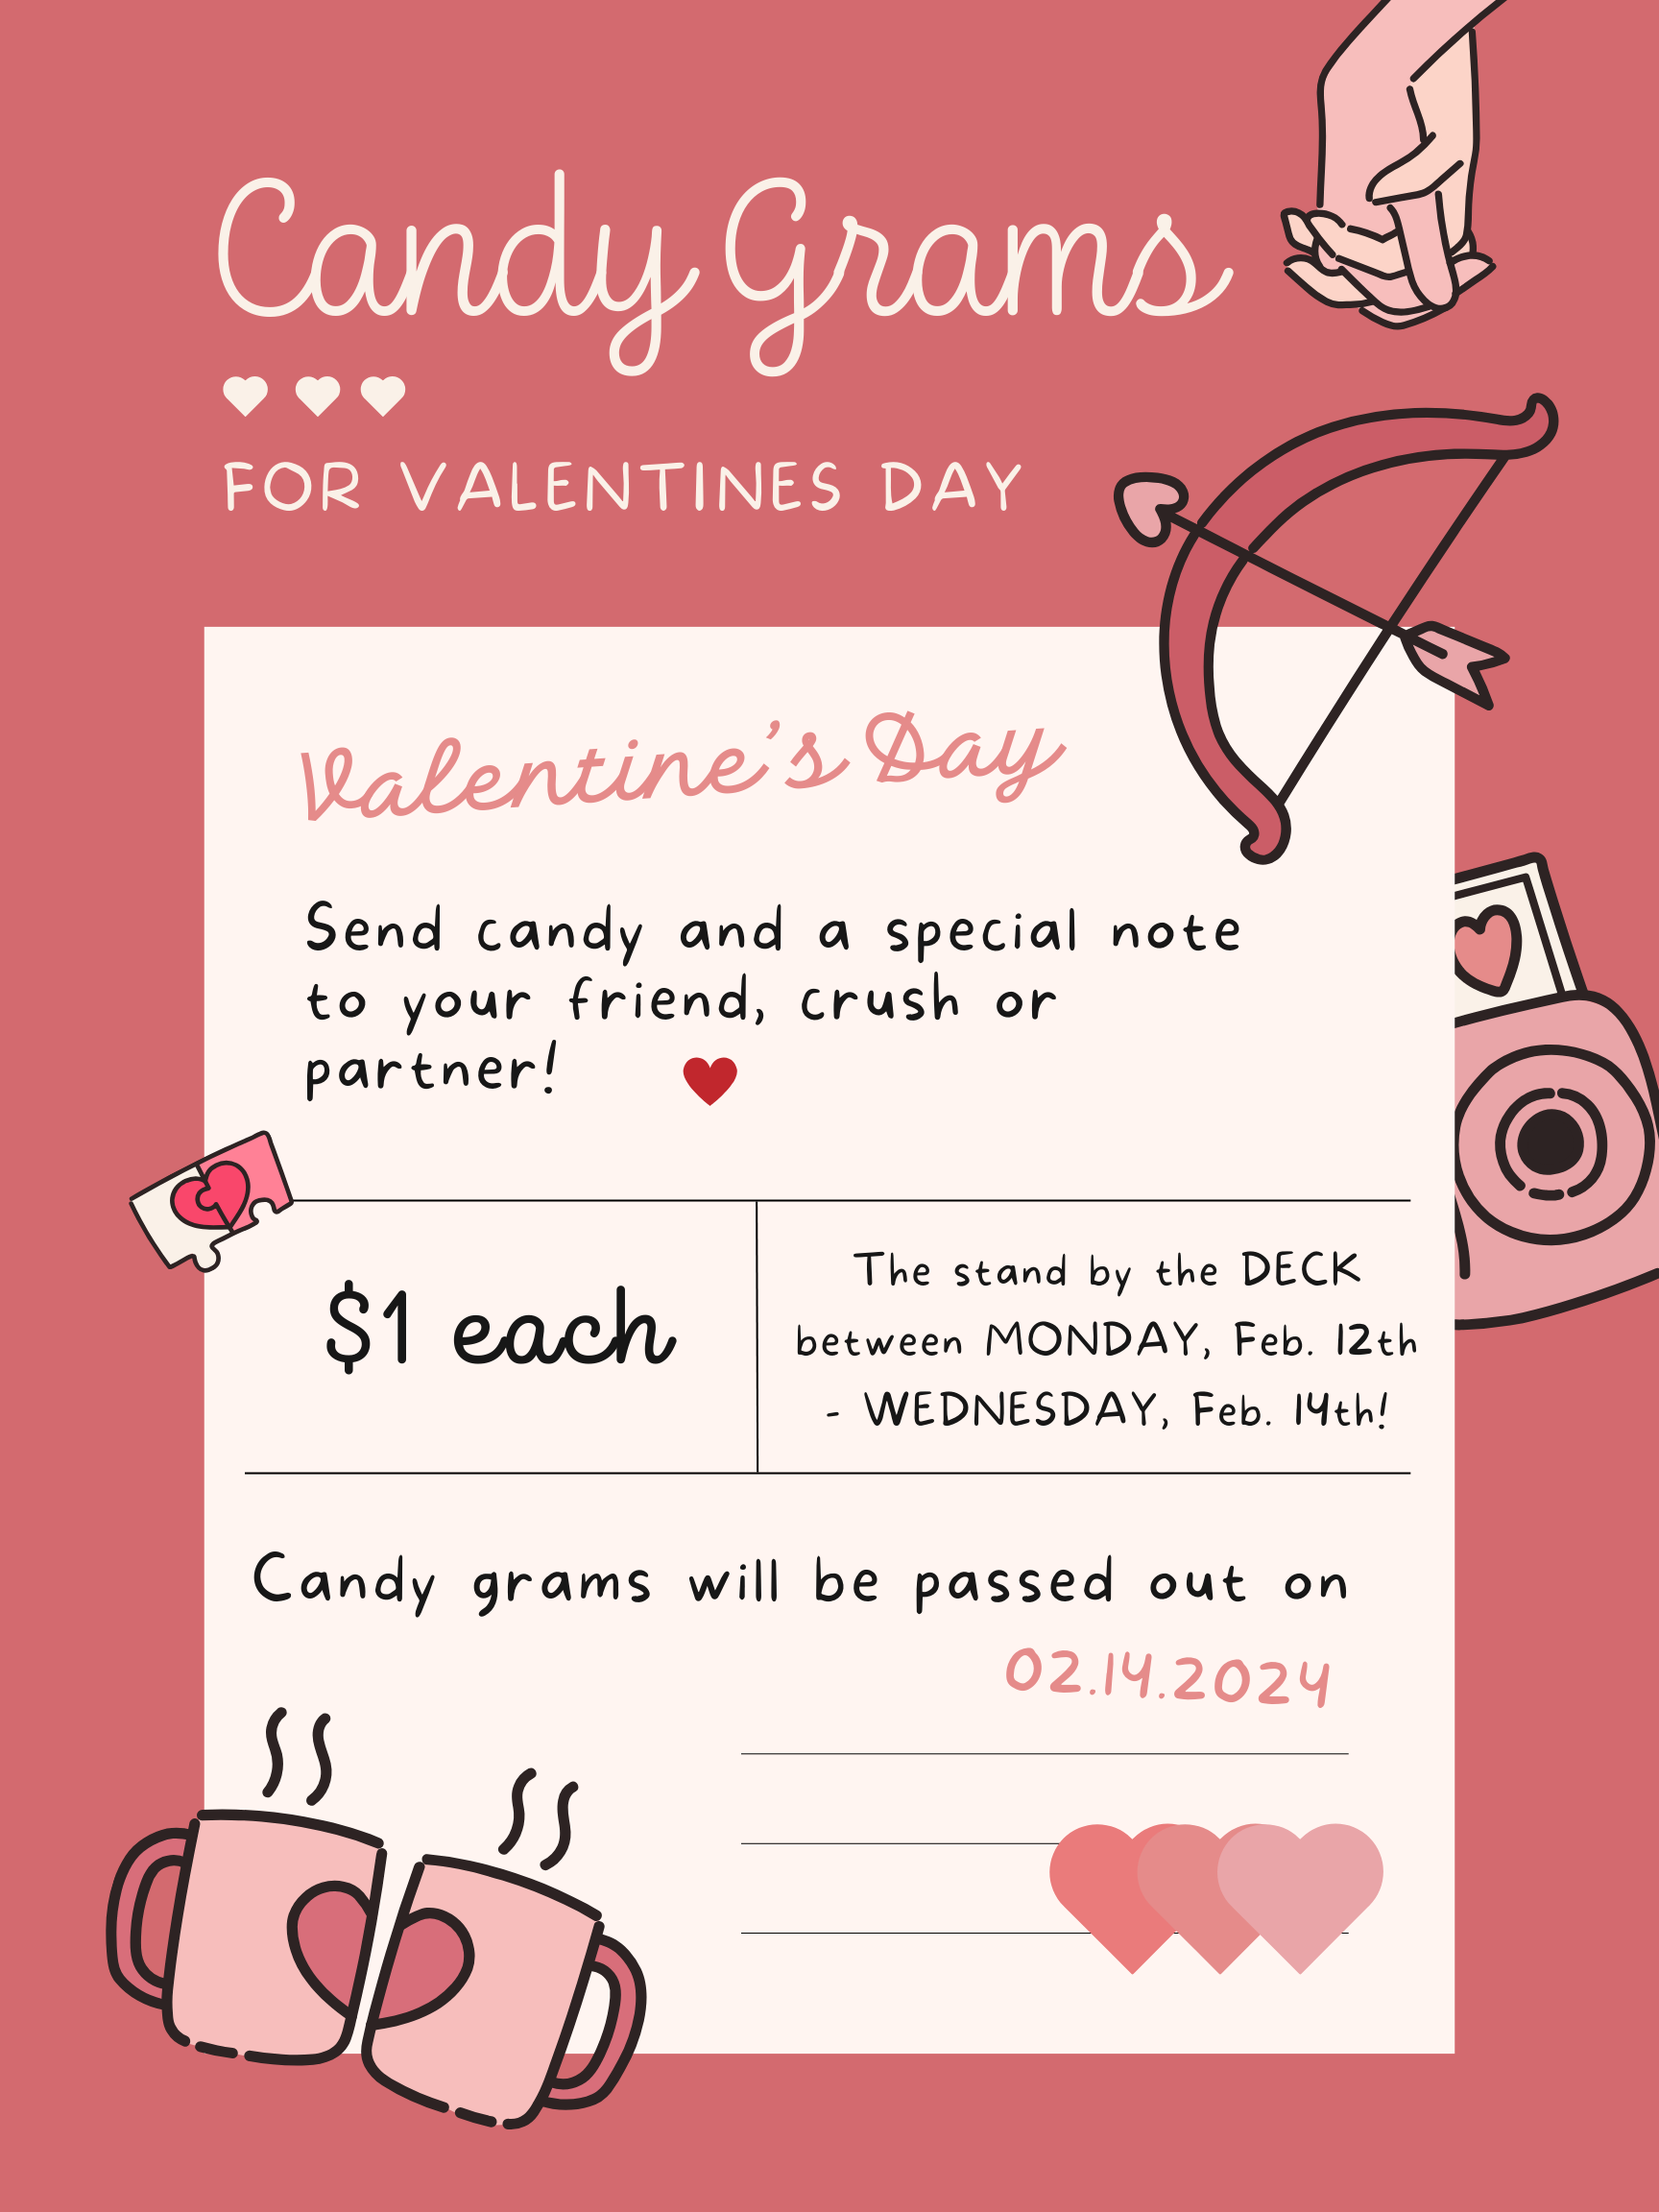 Candy Grams
FOR VALENTINES DAY
Valentine's Day
Send candy and a special note
to your friend, crush or
partner!
$1 each
The stand by the DECK
between MONDAY, Feb. 12th
- WEDNESDAY, Feb. 14th!
Candy grams will be passed out on
02.14.2024